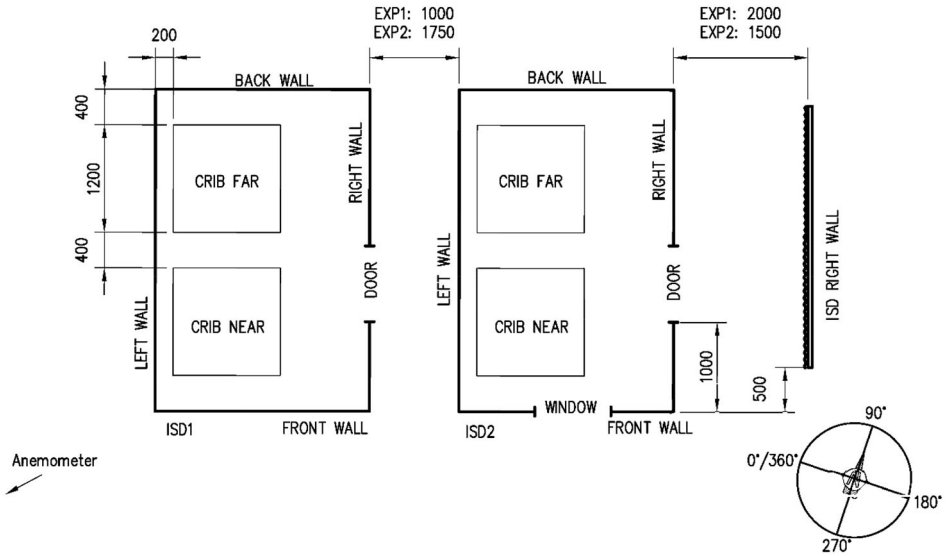 EXP1: 1000
EXP2: 1750
EXP1: 2000
EXP2: 1500
200
BACK WALL
BACK WALL
400
1200
400
CRIB FAR
RIGHT WALL
CRIB FAR
RIGHT WALL
LEFT WALL
DOOR
LEFT WALL
DOOR
ISD RIGHT WALL
CRIB NEAR
CRIB NEAR
1000
500
WINDOW
ISD1
FRONT WALL
ISD2
FRONT WALL
90°
Anemometer
0°/360°
180°
270°